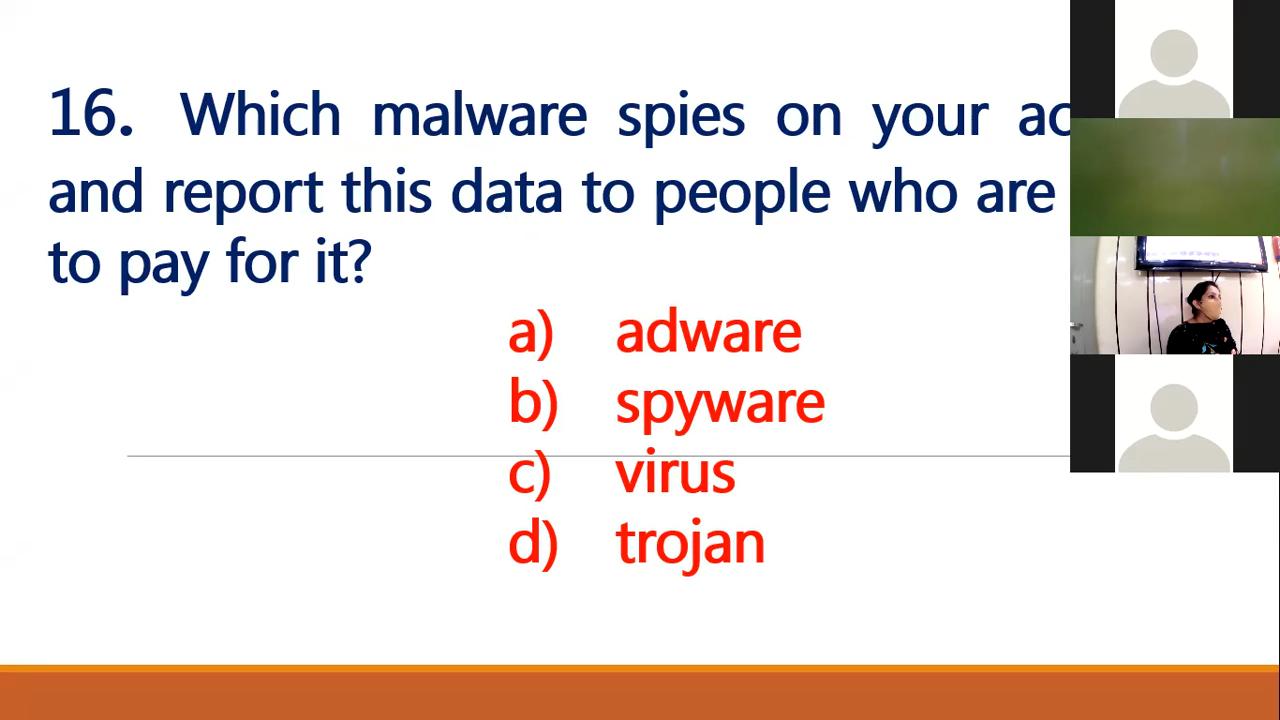 16. Which malware spies on your
and report this data to people who are
to pay for it?
a) adware
b) spyware
c) virus
d) trojan